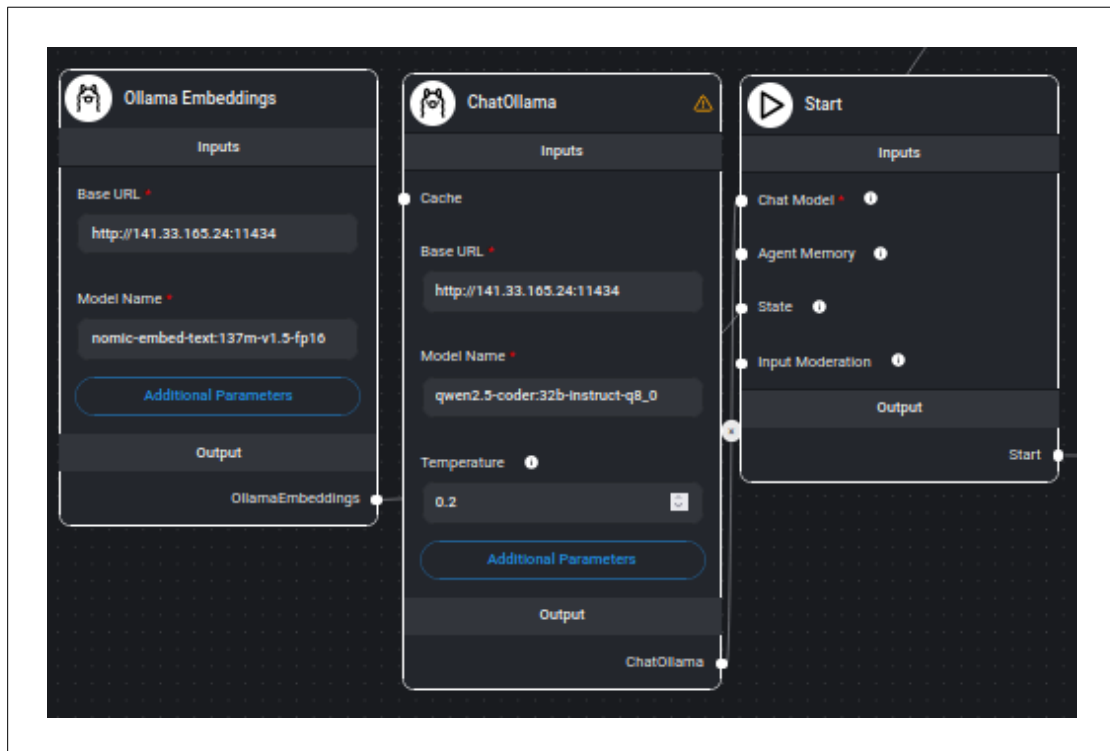 Ollama Embeddings
Inputs
Base URL *
http://141.33.165.24:11434
Model Name *
nomic-embed-text:137m-v1.5-fp16
Additional Parameters
Output
OllamaEmbeddings
ChatOllama
Inputs
Cache
Base URL *
http://141.33.165.24:11434
Model Name *
qwen2.5-coder:32b-instruct-q8_0
Temperature
0.2
Additional Parameters
Output
ChatOllama
Start
Inputs
Chat Model *
Agent Memory
State
Input Moderation
Output
Start